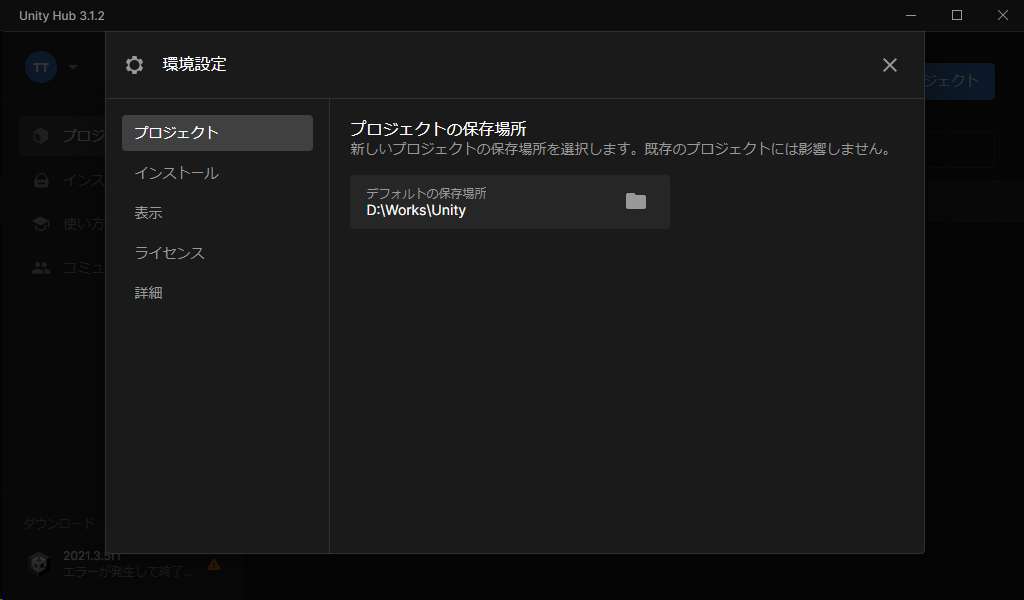 Unity Hub 3.1.2
TT
環境設定
ジェクト
プロジ
インス
使い方
コミュ
プロジェクト
インストール
表示
ライセンス
詳細
プロジェクトの保存場所
新しいプロジェクトの保存場所を選択します。既存のプロジェクトには影響しません。
デフォルトの保存場所
D:\Works\Unity
ダウンロード
2021.3.5f1
エラーが発生して終了...